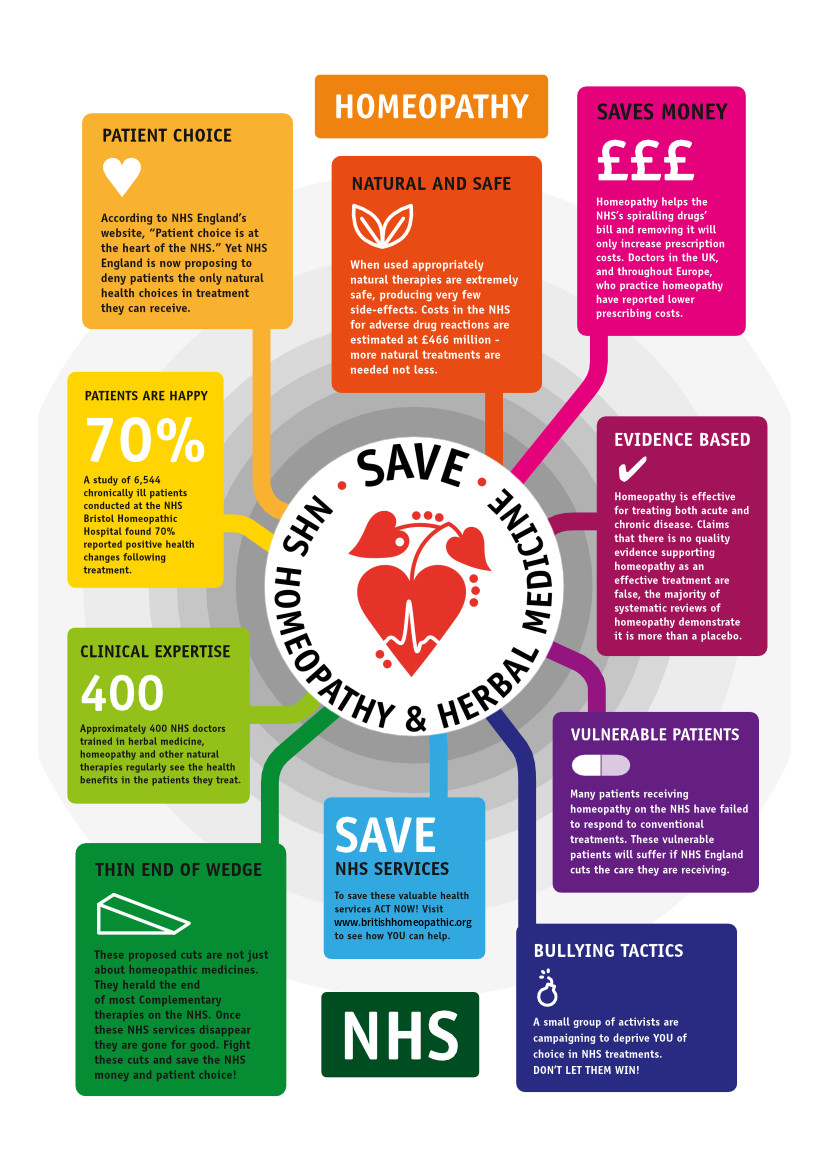 HOMEOPATHY
PATIENT CHOICE
According to NHS England’s
website, “Patient choice is at
the heart of the NHS.” Yet NHS
England is now proposing to
deny patients the only natural
health choices in treatment
they can receive.
NATURAL AND SAFE
When used appropriately
natural therapies are extremely
safe, producing very few
side-effects. Costs in the NHS
for adverse drug reactions are
estimated at £466 million -
more natural treatments are
needed not less.
SAVES MONEY
£££
Homeopathy helps the
NHS’s spiralling drugs’
bill and removing it will
only increase prescription
costs. Doctors in the UK,
and throughout Europe,
who practice homeopathy
have reported lower
prescribing costs.
PATIENTS ARE HAPPY
70%
A study of 6,544
chronically ill patients
conducted at the NHS
Bristol Homeopathic
Hospital found 70%
reported positive health
changes following
treatment.
• SAVE •
NHS HOMEOPATHY & HERBAL MEDICINE
EVIDENCE BASED
Homeopathy is effective
for treating both acute and
chronic disease. Claims
that there is no quality
evidence supporting
homeopathy as an
effective treatment are
false, the majority of
systematic reviews of
homeopathy demonstrate
it is more than a placebo.
CLINICAL EXPERTISE
400
Approximately 400 NHS doctors
trained in herbal medicine,
homeopathy and other natural
therapies regularly see the health
benefits in the patients they treat.
VULNERABLE PATIENTS
Many patients receiving
homeopathy on the NHS have failed
to respond to conventional
treatments. These vulnerable
patients will suffer if NHS England
cuts the care they are receiving.
THIN END OF WEDGE
These proposed cuts are not just
about homeopathic medicines.
They herald the end
of most Complementary
therapies on the NHS. Once
these NHS services disappear
they are gone for good. Fight
these cuts and save the NHS
money and patient choice!
SAVE
NHS SERVICES
To save these valuable health
services ACT NOW! Visit
www.britishhomeopathic.org
to see how YOU can help.
BULLYING TACTICS
A small group of activists are
campaigning to deprive YOU of
choice in NHS treatments.
DON’T LET THEM WIN!
NHS